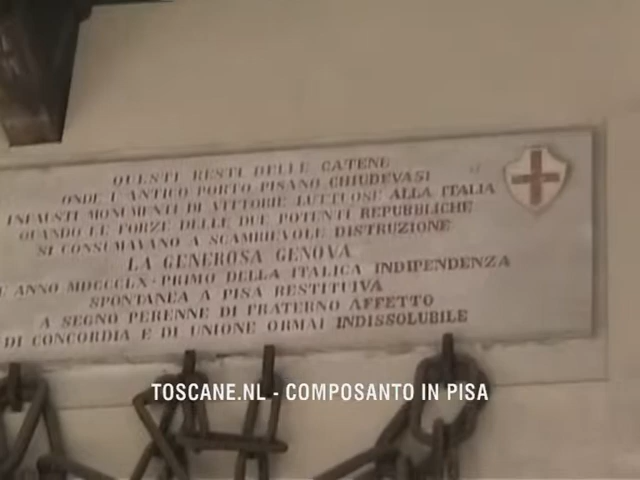 QUESTI RESTI DELLE CATENE
ONDE L'ANTICO PORTO PISANO CHIUDEVASI
INFAUSTI MONUMENTI DI VITTORIE LUTTUOSE ALLA ITALIA
QUANDO LE FORZE DELLE DUE POTENTI REPUBBLICHE
SI CONSUMAVANO A SCAMBIEVOLE DISTRUZIONE
LA GENEROSA GENOVA
ANNO MDCCCLX · PRIMO DELLA ITALICA INDIPENDENZA
SPONTANEA A PISA RESTITUIVA
A SEGNO PERENNE DI FRATERNO AFFETTO
DI CONCORDIA E DI UNIONE ORMAI INDISSOLUBILE
TOSCANE.NL - COMPOSANTO IN PISA